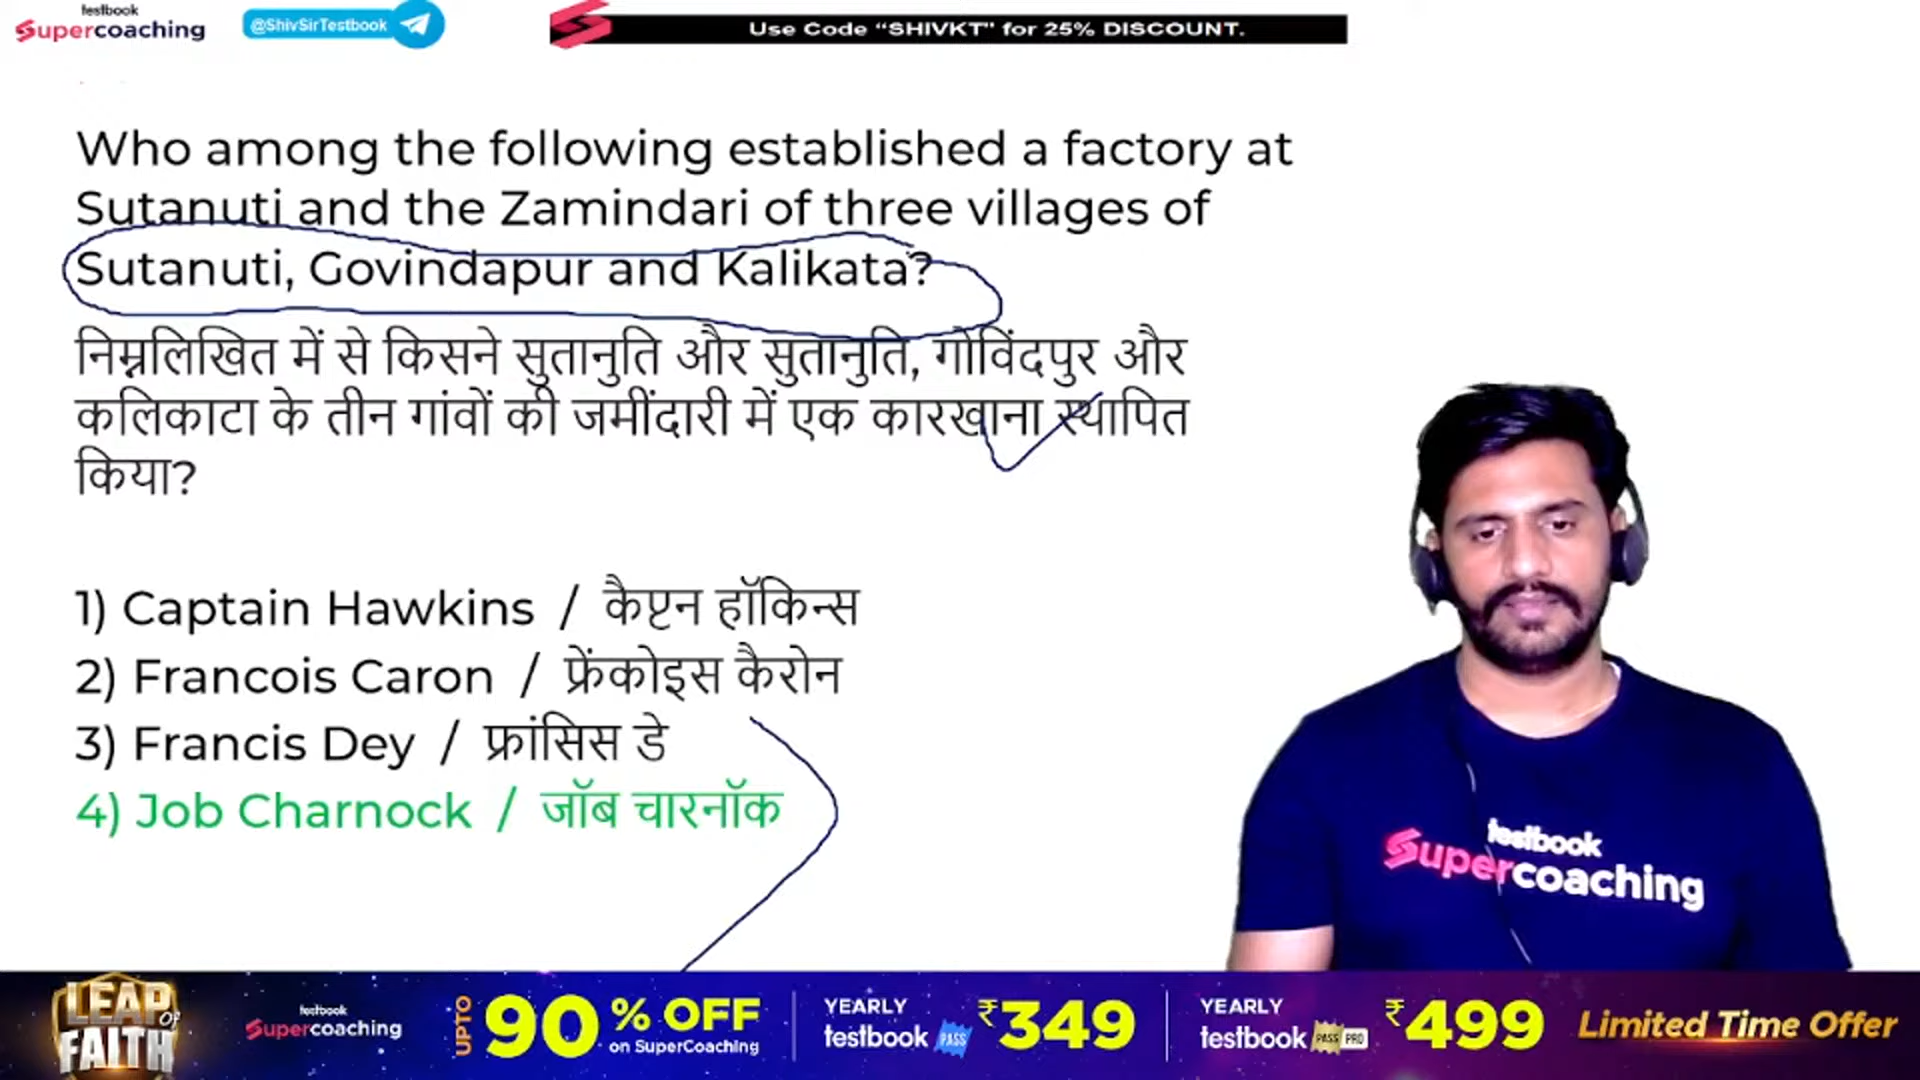 testbook
Supercoaching
@ShivSirTestbook
Use Code “SHIVKT” for 25% DISCOUNT.
Who among the following established a factory at
Sutanuti and the Zamindari of three villages of
Sutanuti, Govindapur and Kalikata?
निम्नलिखित में से किसने सुतानुति और सुतानुति, गोविंदपुर और
कलिकाटा के तीन गांवों की जमींदारी में एक कारखाना स्थापित
किया?
1) Captain Hawkins / कैप्टन हॉकिन्स
2) Francois Caron / फ्रेंकोइस कैरोन
3) Francis Dey / फ्रांसिस डे
4) Job Charnock / जॉब चारनॉक
testbook
Supercoaching
LEAP OF FAITH
testbook
Supercoaching
UPTO 90% OFF
on SuperCoaching
YEARLY
testbook PASS ₹349
YEARLY
testbook PASS PRO ₹499
Limited Time Offer